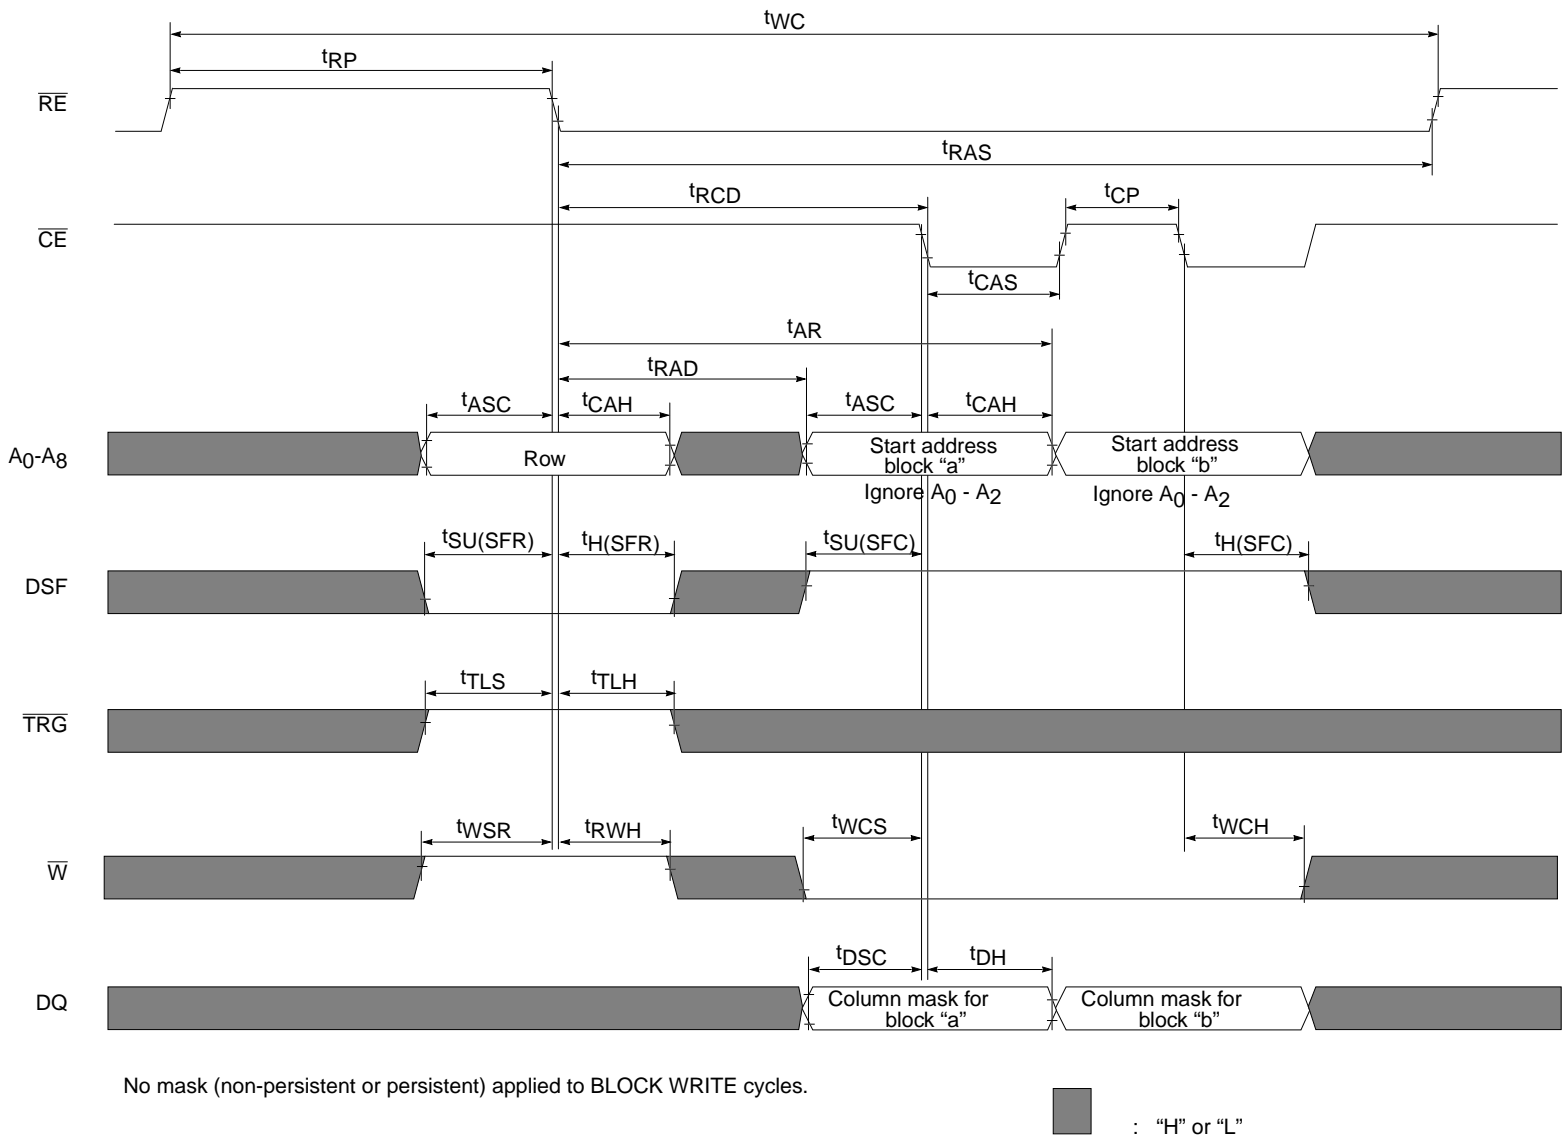 tWC
tRP
RE
tRAS
tRCD
tCP
CE
tCAS
tAR
tRAD
tASC tCAH tASC tCAH
A0-A8 Row Start address block “a” Start address block “b”
Ignore A0 - A2 Ignore A0 - A2
tSU(SFR) tH(SFR) tSU(SFC) tH(SFC)
DSF
tTLS tTLH
TRG
tWSR tRWH tWCS tWCH
W
tDSC tDH
DQ Column mask for block “a” Column mask for block “b”
No mask (non-persistent or persistent) applied to BLOCK WRITE cycles.
: “H” or “L”